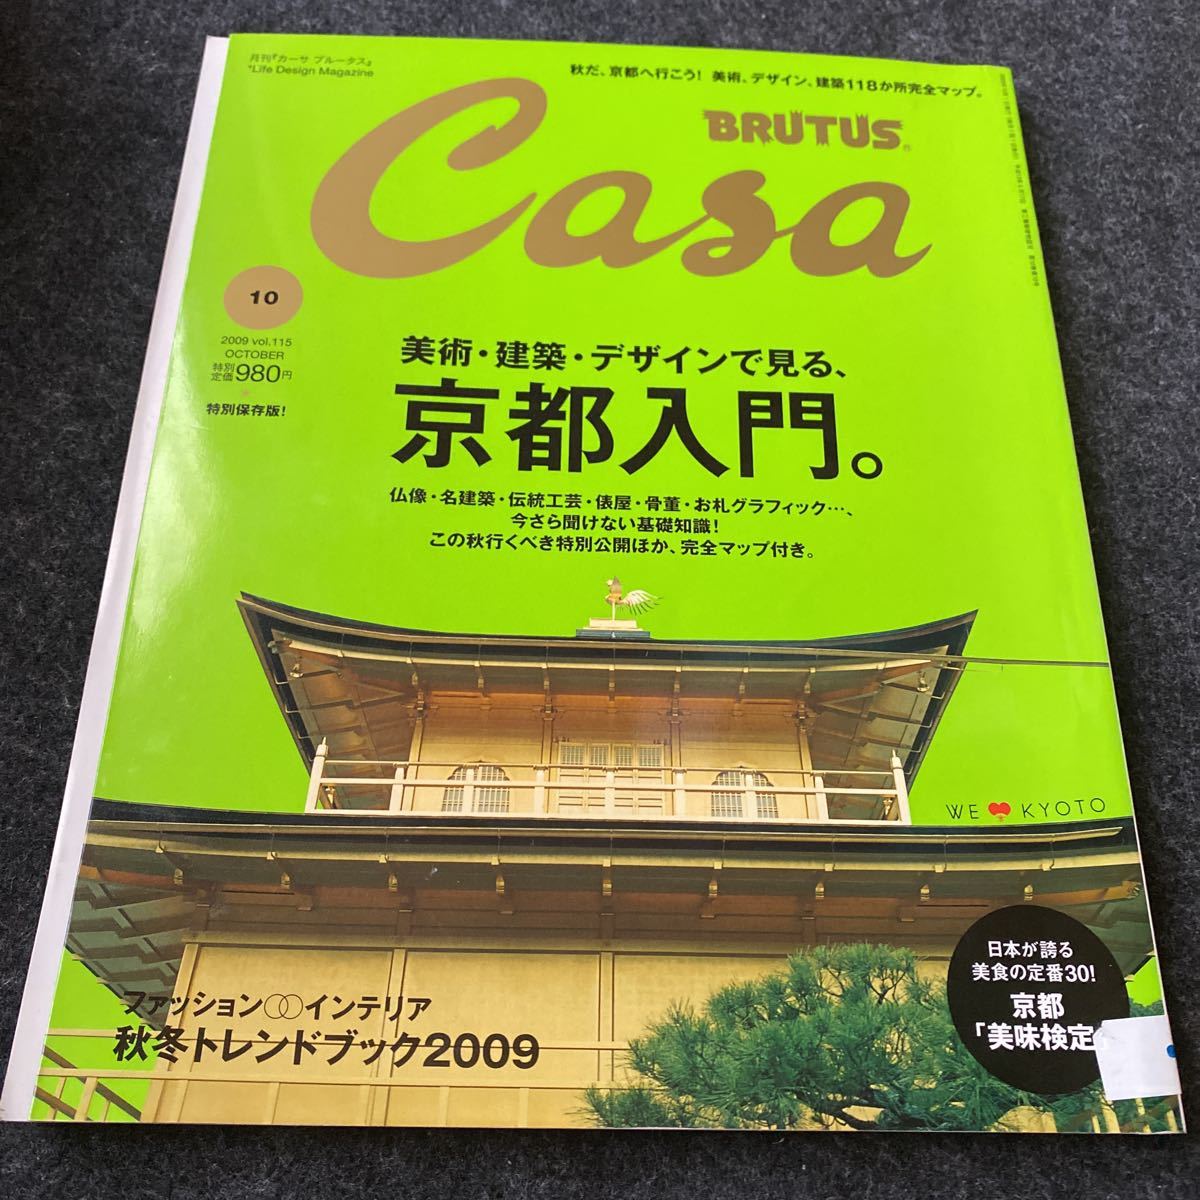 月刊『カーサ ブルータス』
"Life Design Magazine
秋だ、京都へ行こう! 美術、デザイン、建築118か所完全マップ。
BRUTUS
Casa
10
2009 vol.115
OCTOBER
特別定価980円
特別保存版!
美術・建築・デザインで見る、
京都入門。
仏像・名建築・伝統工芸・俵屋・骨董・お札グラフィック…、
今さら聞けない基礎知識!
この秋行くべき特別公開ほか、完全マップ付き。
WE KYOTO
日本が誇る
美食の定番30!
京都
「美味検定」
ファッション インテリア
秋冬トレンドブック2009